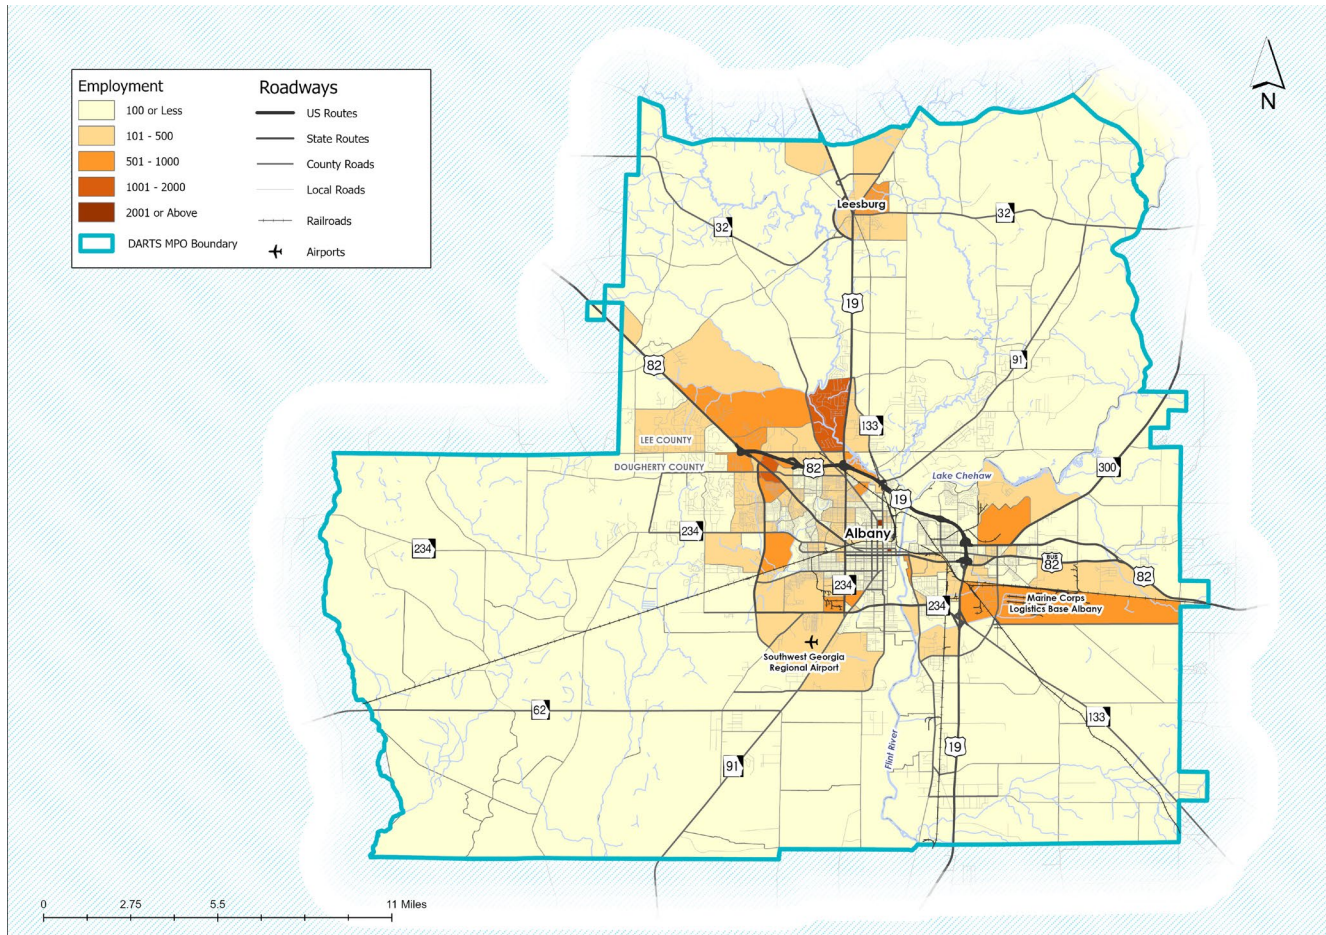 Employment
100 or Less
101 - 500
501 - 1000
1001 - 2000
2001 or Above
DARTS MPO Boundary
Roadways
US Routes
State Routes
County Roads
Local Roads
Railroads
Airports
N
Leesburg
32
32
19
82
91
133
LEE COUNTY
DOUGHERTY COUNTY
82
300
Lake Chehaw
19
234
234
Albany
BUS
82
82
234
234
Marine Corps
Logistics Base Albany
Southwest Georgia
Regional Airport
62
133
Flint River
19
91
0 2.75 5.5 11 Miles